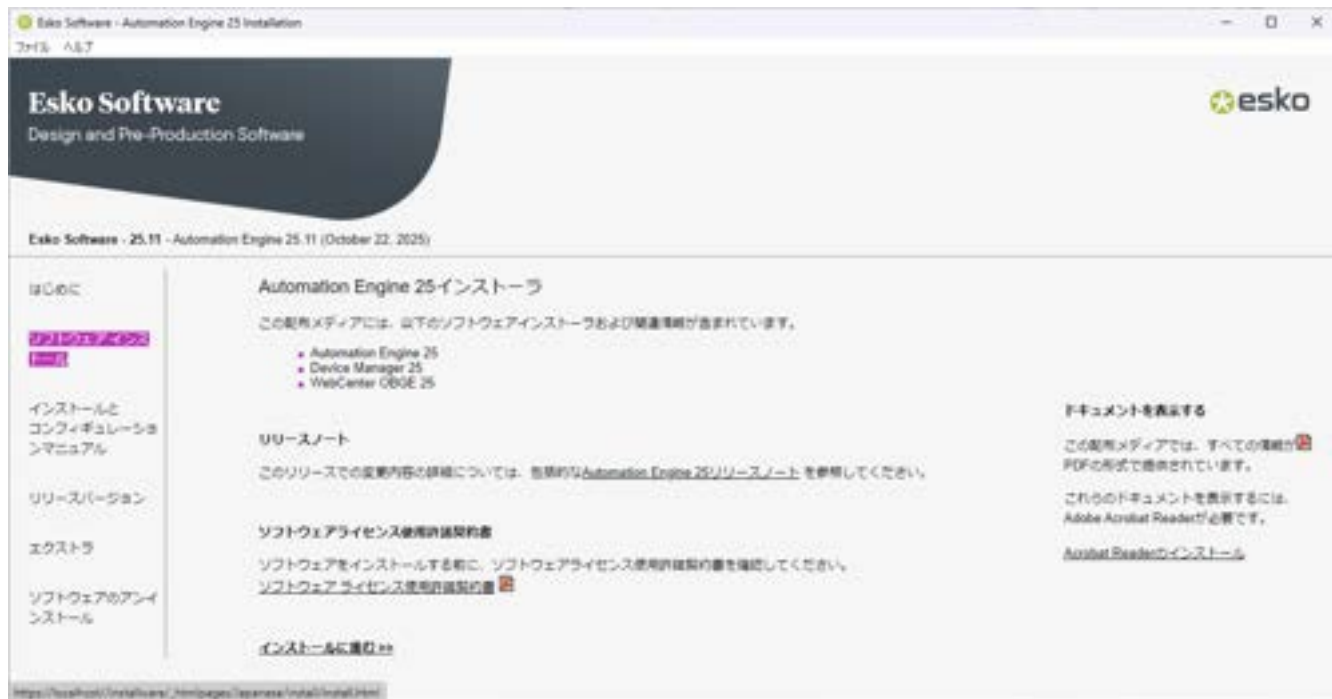 Esko Software - Automation Engine 25 Installation
ファイル ヘルプ
Esko Software
Design and Pre-Production Software
esko
Esko Software - 25.11 - Automation Engine 25.11 (October 22, 2025)
はじめに
ソフトウェアインス
トール
インストールと
コンフィギュレーショ
ンマニュアル
リリースバージョン
エクストラ
ソフトウェアのアンイ
ンストール
Automation Engine 25インストーラ
この配布メディアには、以下のソフトウェアインストーラおよび関連情報が含まれています。
Automation Engine 25
Device Manager 25
WebCenter OBGE 25
リリースノート
このリリースでの変更内容の詳細については、包括的なAutomation Engine 25リリースノート を参照してください。
ソフトウェアライセンス使用許諾契約書
ソフトウェアをインストールする前に、ソフトウェアライセンス使用許諾契約書を確認してください。
ソフトウェア ライセンス使用許諾契約書
インストールに進む >>
ドキュメントを表示する
この配布メディアでは、すべての情報が
PDFの形式で提供されています。
これらのドキュメントを表示するには、
Adobe Acrobat Readerが必要です。
Acrobat Readerのインストール
https://localhost//installware/_htmlpages/japanese/install/install.html